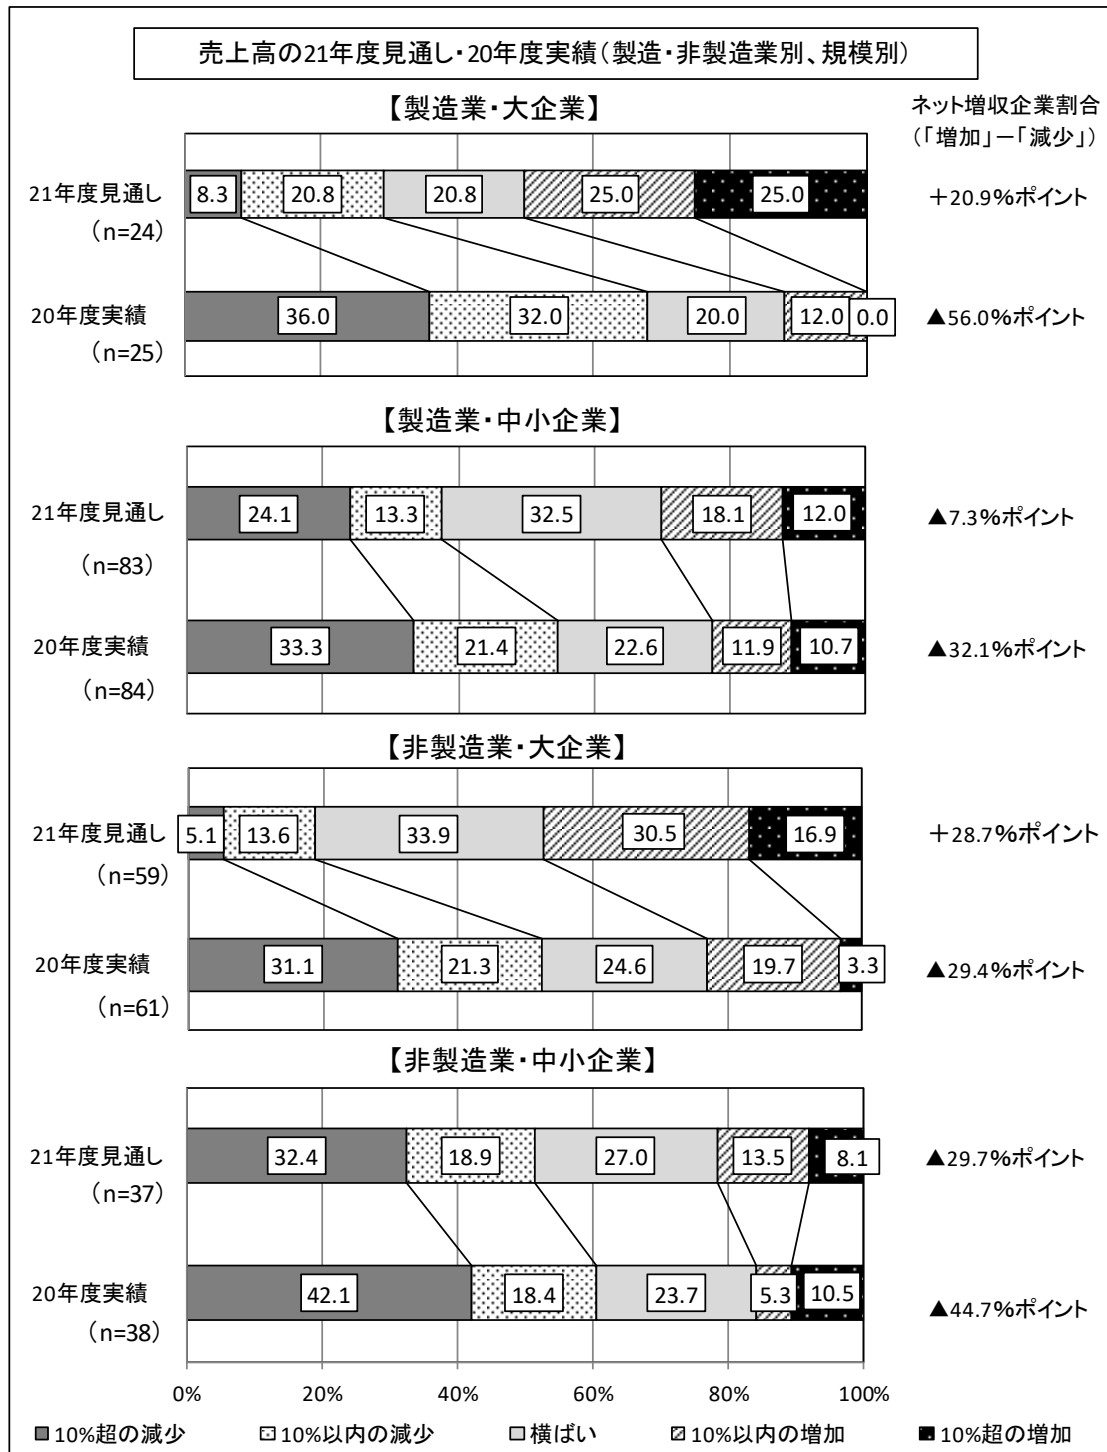 売上高の21年度見通し・20年度実績(製造・非製造業別、規模別)
【製造業・大企業】
ネット増収企業割合
(「増加」－「減少」)
21年度見通し
(n=24)
8.3 20.8 20.8 25.0 25.0
＋20.9%ポイント
20年度実績
(n=25)
36.0 32.0 20.0 12.0 0.0
▲56.0%ポイント
【製造業・中小企業】
21年度見通し
(n=83)
24.1 13.3 32.5 18.1 12.0
▲7.3%ポイント
20年度実績
(n=84)
33.3 21.4 22.6 11.9 10.7
▲32.1%ポイント
【非製造業・大企業】
21年度見通し
(n=59)
5.1 13.6 33.9 30.5 16.9
＋28.7%ポイント
20年度実績
(n=61)
31.1 21.3 24.6 19.7 3.3
▲29.4%ポイント
【非製造業・中小企業】
21年度見通し
(n=37)
32.4 18.9 27.0 13.5 8.1
▲29.7%ポイント
20年度実績
(n=38)
42.1 18.4 23.7 5.3 10.5
▲44.7%ポイント
0% 20% 40% 60% 80% 100%
10%超の減少 10%以内の減少 横ばい 10%以内の増加 10%超の増加